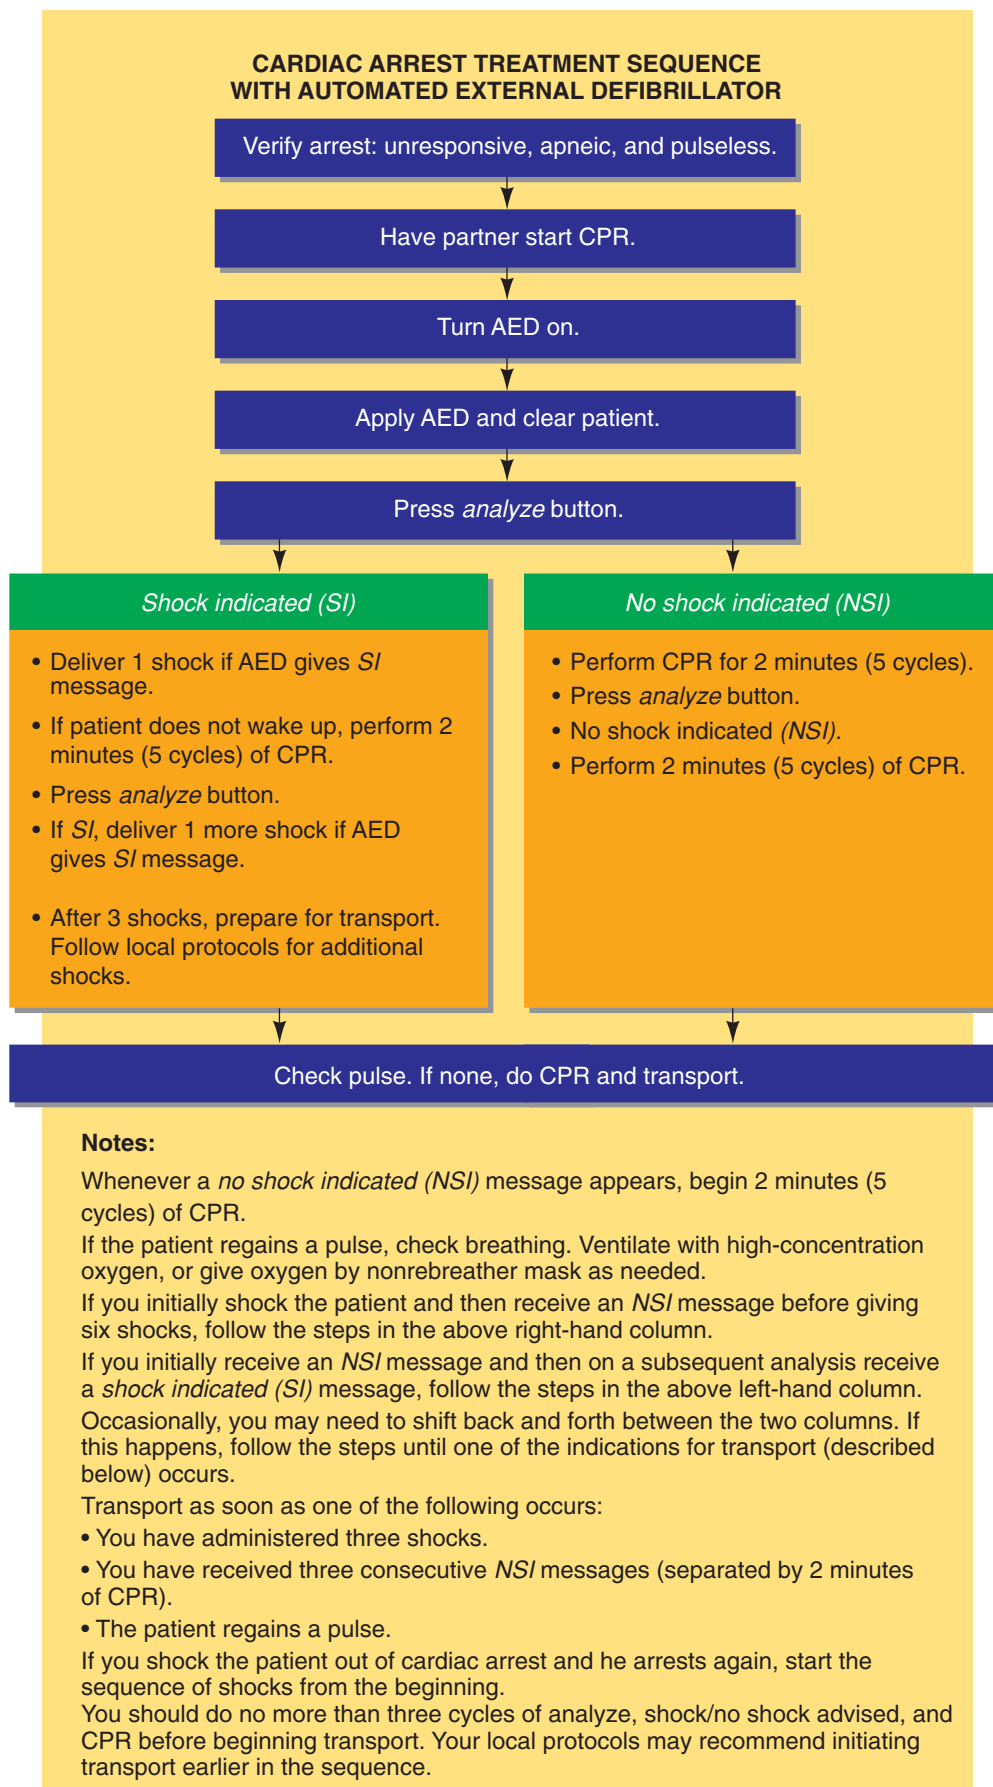 CARDIAC ARREST TREATMENT SEQUENCE
WITH AUTOMATED EXTERNAL DEFIBRILLATOR
Verify arrest: unresponsive, apneic, and pulseless.
Have partner start CPR.
Turn AED on.
Apply AED and clear patient.
Press analyze button.
Shock indicated (SI)
• Deliver 1 shock if AED gives SI
message.
• If patient does not wake up, perform 2
minutes (5 cycles) of CPR.
• Press analyze button.
• If SI, deliver 1 more shock if AED
gives SI message.
• After 3 shocks, prepare for transport.
Follow local protocols for additional
shocks.
No shock indicated (NSI)
• Perform CPR for 2 minutes (5 cycles).
• Press analyze button.
• No shock indicated (NSI).
• Perform 2 minutes (5 cycles) of CPR.
Check pulse. If none, do CPR and transport.
Notes:
Whenever a no shock indicated (NSI) message appears, begin 2 minutes (5
cycles) of CPR.
If the patient regains a pulse, check breathing. Ventilate with high-concentration
oxygen, or give oxygen by nonrebreather mask as needed.
If you initially shock the patient and then receive an NSI message before giving
six shocks, follow the steps in the above right-hand column.
If you initially receive an NSI message and then on a subsequent analysis receive
a shock indicated (SI) message, follow the steps in the above left-hand column.
Occasionally, you may need to shift back and forth between the two columns. If
this happens, follow the steps until one of the indications for transport (described
below) occurs.
Transport as soon as one of the following occurs:
• You have administered three shocks.
• You have received three consecutive NSI messages (separated by 2 minutes
of CPR).
• The patient regains a pulse.
If you shock the patient out of cardiac arrest and he arrests again, start the
sequence of shocks from the beginning.
You should do no more than three cycles of analyze, shock/no shock advised, and
CPR before beginning transport. Your local protocols may recommend initiating
transport earlier in the sequence.